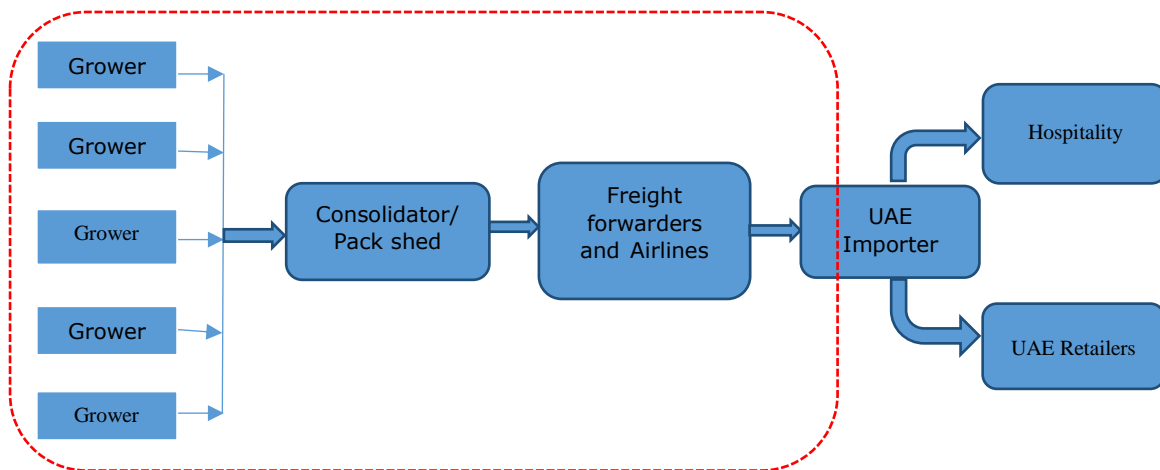 Grower
Grower
Grower
Grower
Grower
Consolidator/
Pack shed
Freight
forwarders
and Airlines
UAE
Importer
Hospitality
UAE Retailers